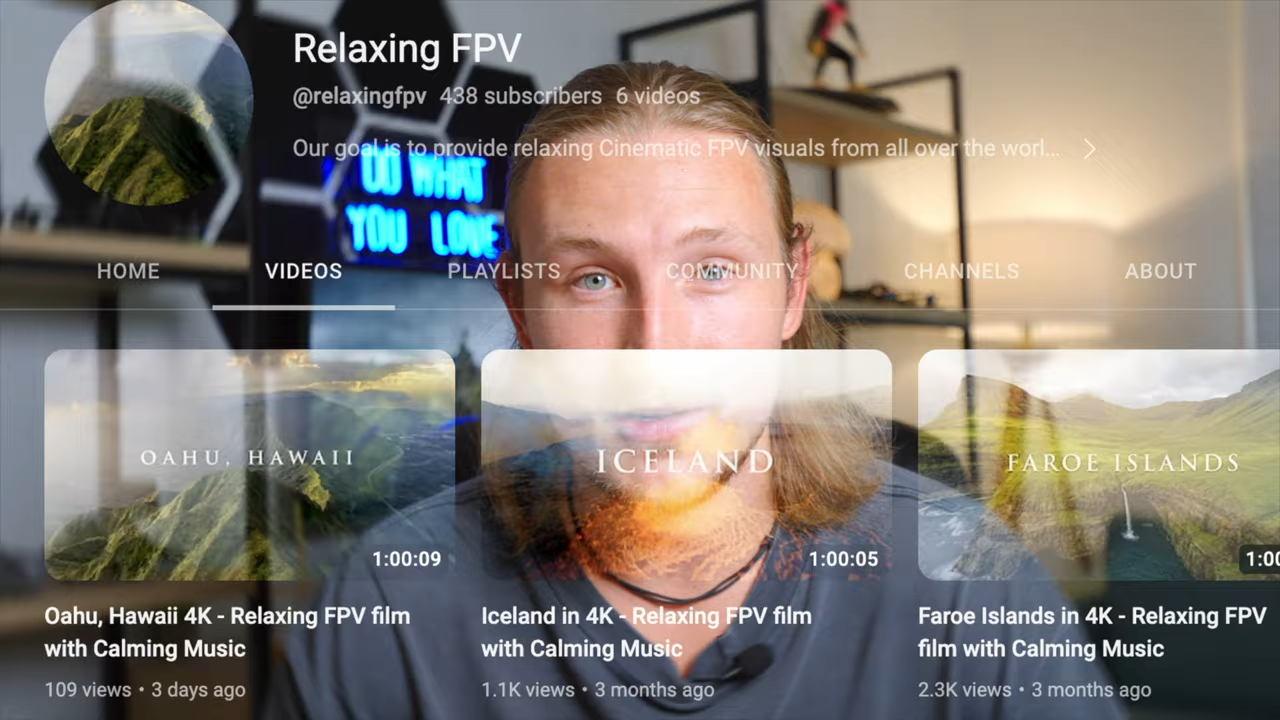 Relaxing FPV
@relaxingfpv 438 subscribers 6 videos
Our goal is to provide relaxing Cinematic FPV visuals from all over the worl...
DO WHAT
YOU LOVE
HOME VIDEOS PLAYLISTS COMMUNITY CHANNELS ABOUT
OAHU, HAWAII
1:00:09
Oahu, Hawaii 4K - Relaxing FPV film
with Calming Music
109 views • 3 days ago
ICELAND
1:00:05
Iceland in 4K - Relaxing FPV film
with Calming Music
1.1K views • 3 months ago
FAROE ISLANDS
1:00
Faroe Islands in 4K - Relaxing FPV
film with Calming Music
2.3K views • 3 months ago